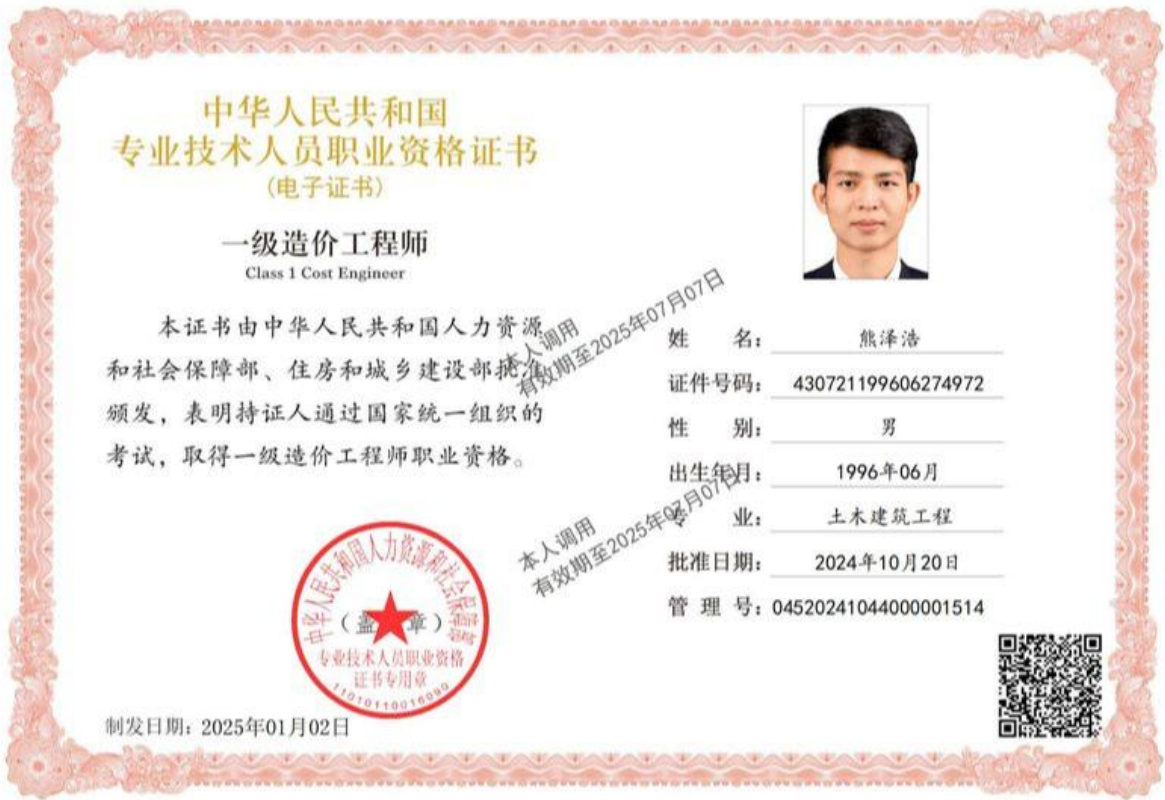 中华人民共和国
专业技术人员职业资格证书
(电子证书)
一级造价工程师
Class 1 Cost Engineer
本证书由中华人民共和国人力资源
和社会保障部、住房和城乡建设部批准
颁发，表明持证人通过国家统一组织的
考试，取得一级造价工程师职业资格。
本人调用
有效期至2025年07月07日
本人调用
有效期至2025年07月07日
中华人民共和国人力资源和社会保障部
（盖章）
专业技术人员职业资格
证书专用章
11010110016090
制发日期：2025年01月02日
姓名：熊泽浩
证件号码：430721199606274972
性别：男
出生年月：1996年06月
专业：土木建筑工程
批准日期：2024年10月20日
管理号：04520241044000001514